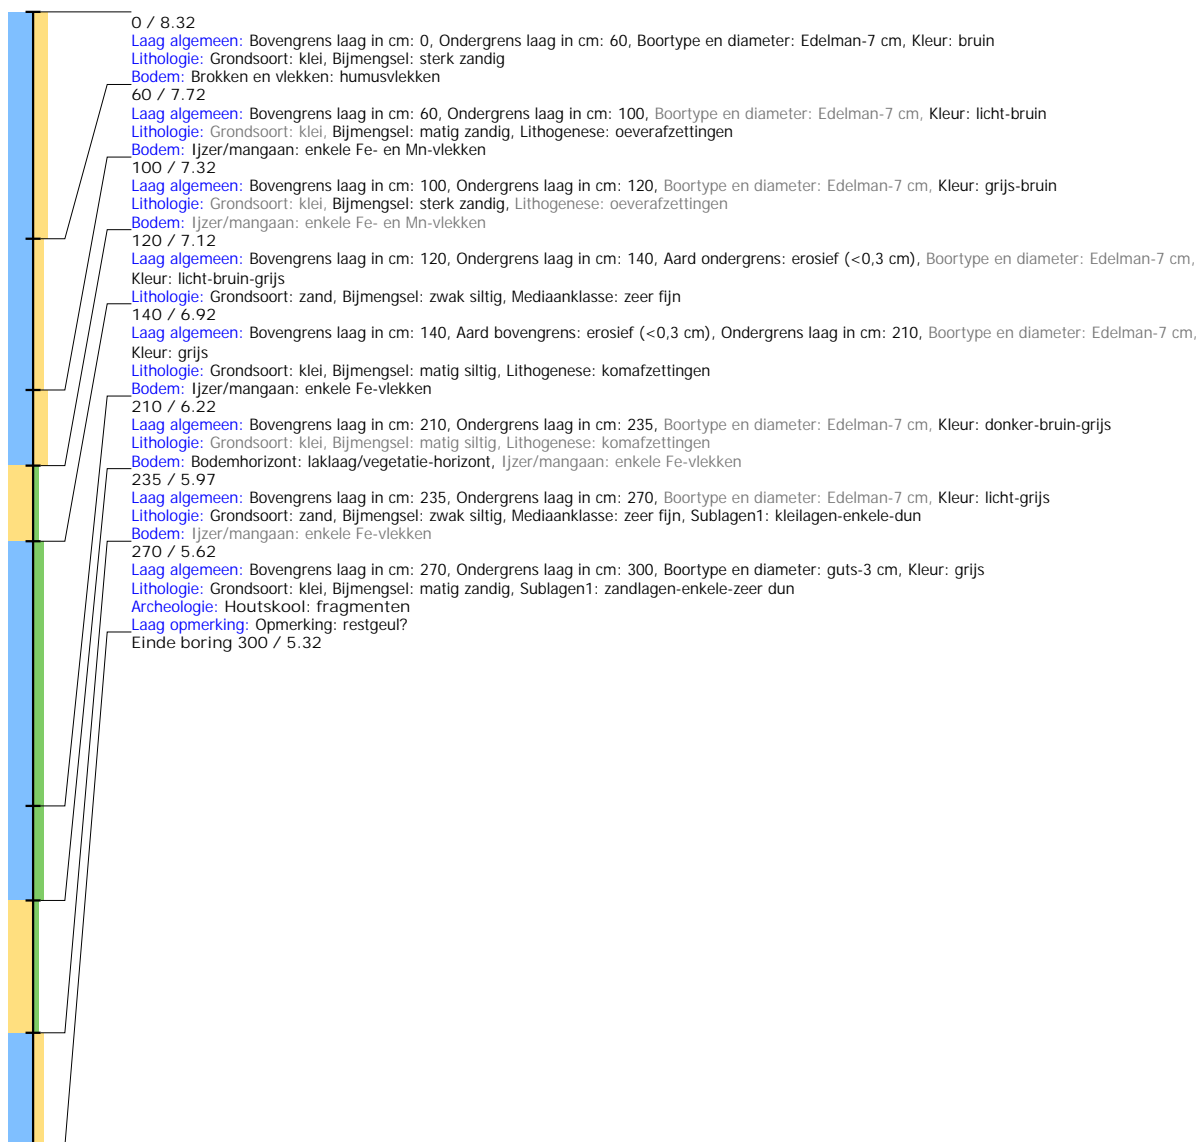 0 / 8.32
Laag algemeen: Bovengrens laag in cm: 0, Ondergrens laag in cm: 60, Boortype en diameter: Edelman-7 cm, Kleur: bruin
Lithologie: Grondsoort: klei, Bijmengsel: sterk zandig
Bodem: Brokken en vlekken: humusvlekken
60 / 7.72
Laag algemeen: Bovengrens laag in cm: 60, Ondergrens laag in cm: 100, Boortype en diameter: Edelman-7 cm, Kleur: licht-bruin
Lithologie: Grondsoort: klei, Bijmengsel: matig zandig, Lithogenese: oeverafzettingen
Bodem: Ijzer/mangaan: enkele Fe- en Mn-vlekken
100 / 7.32
Laag algemeen: Bovengrens laag in cm: 100, Ondergrens laag in cm: 120, Boortype en diameter: Edelman-7 cm, Kleur: grijs-bruin
Lithologie: Grondsoort: klei, Bijmengsel: sterk zandig, Lithogenese: oeverafzettingen
Bodem: Ijzer/mangaan: enkele Fe- en Mn-vlekken
120 / 7.12
Laag algemeen: Bovengrens laag in cm: 120, Ondergrens laag in cm: 140, Aard ondergrens: erosief (<0,3 cm), Boortype en diameter: Edelman-7 cm,
Kleur: licht-bruin-grijs
Lithologie: Grondsoort: zand, Bijmengsel: zwak siltig, Mediaanklasse: zeer fijn
140 / 6.92
Laag algemeen: Bovengrens laag in cm: 140, Aard bovengrens: erosief (<0,3 cm), Ondergrens laag in cm: 210, Boortype en diameter: Edelman-7 cm,
Kleur: grijs
Lithologie: Grondsoort: klei, Bijmengsel: matig siltig, Lithogenese: komafzettingen
Bodem: Ijzer/mangaan: enkele Fe-vlekken
210 / 6.22
Laag algemeen: Bovengrens laag in cm: 210, Ondergrens laag in cm: 235, Boortype en diameter: Edelman-7 cm, Kleur: donker-bruin-grijs
Lithologie: Grondsoort: klei, Bijmengsel: matig siltig, Lithogenese: komafzettingen
Bodem: Bodemhorizont: laklaag/vegetatie-horizont, Ijzer/mangaan: enkele Fe-vlekken
235 / 5.97
Laag algemeen: Bovengrens laag in cm: 235, Ondergrens laag in cm: 270, Boortype en diameter: Edelman-7 cm, Kleur: licht-grijs
Lithologie: Grondsoort: zand, Bijmengsel: zwak siltig, Mediaanklasse: zeer fijn, Sublagen1: kleilagen-enkele-dun
Bodem: Ijzer/mangaan: enkele Fe-vlekken
270 / 5.62
Laag algemeen: Bovengrens laag in cm: 270, Ondergrens laag in cm: 300, Boortype en diameter: guts-3 cm, Kleur: grijs
Lithologie: Grondsoort: klei, Bijmengsel: matig zandig, Sublagen1: zandlagen-enkele-zeer dun
Archeologie: Houtskool: fragmenten
Laag opmerking: Opmerking: restgeul?
Einde boring 300 / 5.32